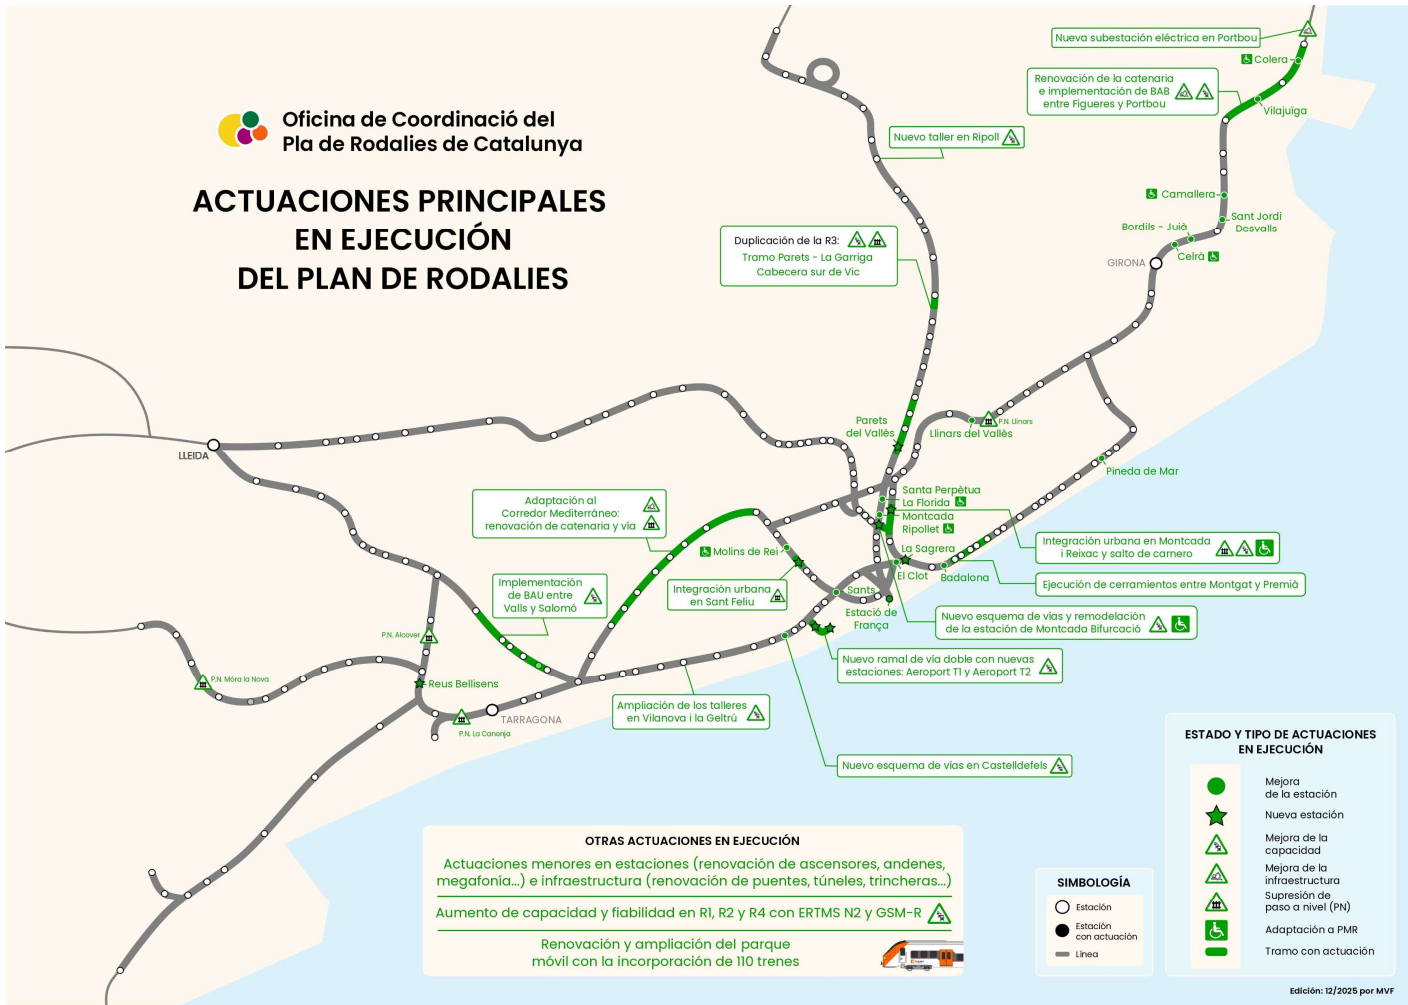 Oficina de Coordinació del
Pla de Rodalies de Catalunya
ACTUACIONES PRINCIPALES
EN EJECUCIÓN
DEL PLAN DE RODALIES
Nueva subestación eléctrica en Portbou
Colera
Renovación de la catenaria
e implementación de BAB
entre Figueres y Portbou
Vilajuïga
Nuevo taller en Ripoll
Camallera
Sant Jordi
Desvalls
Bordils - Juià
Celrà
GIRONA
Duplicación de la R3:
Tramo Parets - La Garriga
Cabecera sur de Vic
Parets
del Vallès
P.N. Llinars
Llinars del Vallès
LLEIDA
Pineda de Mar
Santa Perpètua
La Florida
Montcada
Ripollet
Adaptación al
Corredor Mediterráneo:
renovación de catenaria y vía
Molins de Rei
La Sagrera
El Clot
Badalona
Integración urbana en Montcada
i Reixac y salto de carnero
Ejecución de cerramientos entre Montgat y Premià
Implementación
de BAU entre
Valls y Salomó
Integración urbana
en Sant Feliu
Sants
Estació de
França
Nuevo esquema de vías y remodelación
de la estación de Montcada Bifurcació
P.N. Alcover
Nuevo ramal de vía doble con nuevas
estaciones: Aeroport T1 y Aeroport T2
P.N. Móra la Nova
Reus Bellisens
TARRAGONA
P.N. La Canonja
Ampliación de los talleres
en Vilanova i la Geltrú
Nuevo esquema de vías en Castelldefels
OTRAS ACTUACIONES EN EJECUCIÓN
Actuaciones menores en estaciones (renovación de ascensores, andenes,
megafonía...) e infraestructura (renovación de puentes, túneles, trincheras...)
Aumento de capacidad y fiabilidad en R1, R2 y R4 con ERTMS N2 y GSM-R
Renovación y ampliación del parque
móvil con la incorporación de 110 trenes
SIMBOLOGÍA
Estación
Estación
con actuación
Línea
ESTADO Y TIPO DE ACTUACIONES
EN EJECUCIÓN
Mejora
de la estación
Nueva estación
Mejora de la
capacidad
Mejora de la
infraestructura
Supresión de
paso a nivel (PN)
Adaptación a PMR
Tramo con actuación
Edición: 12/2025 por MVF